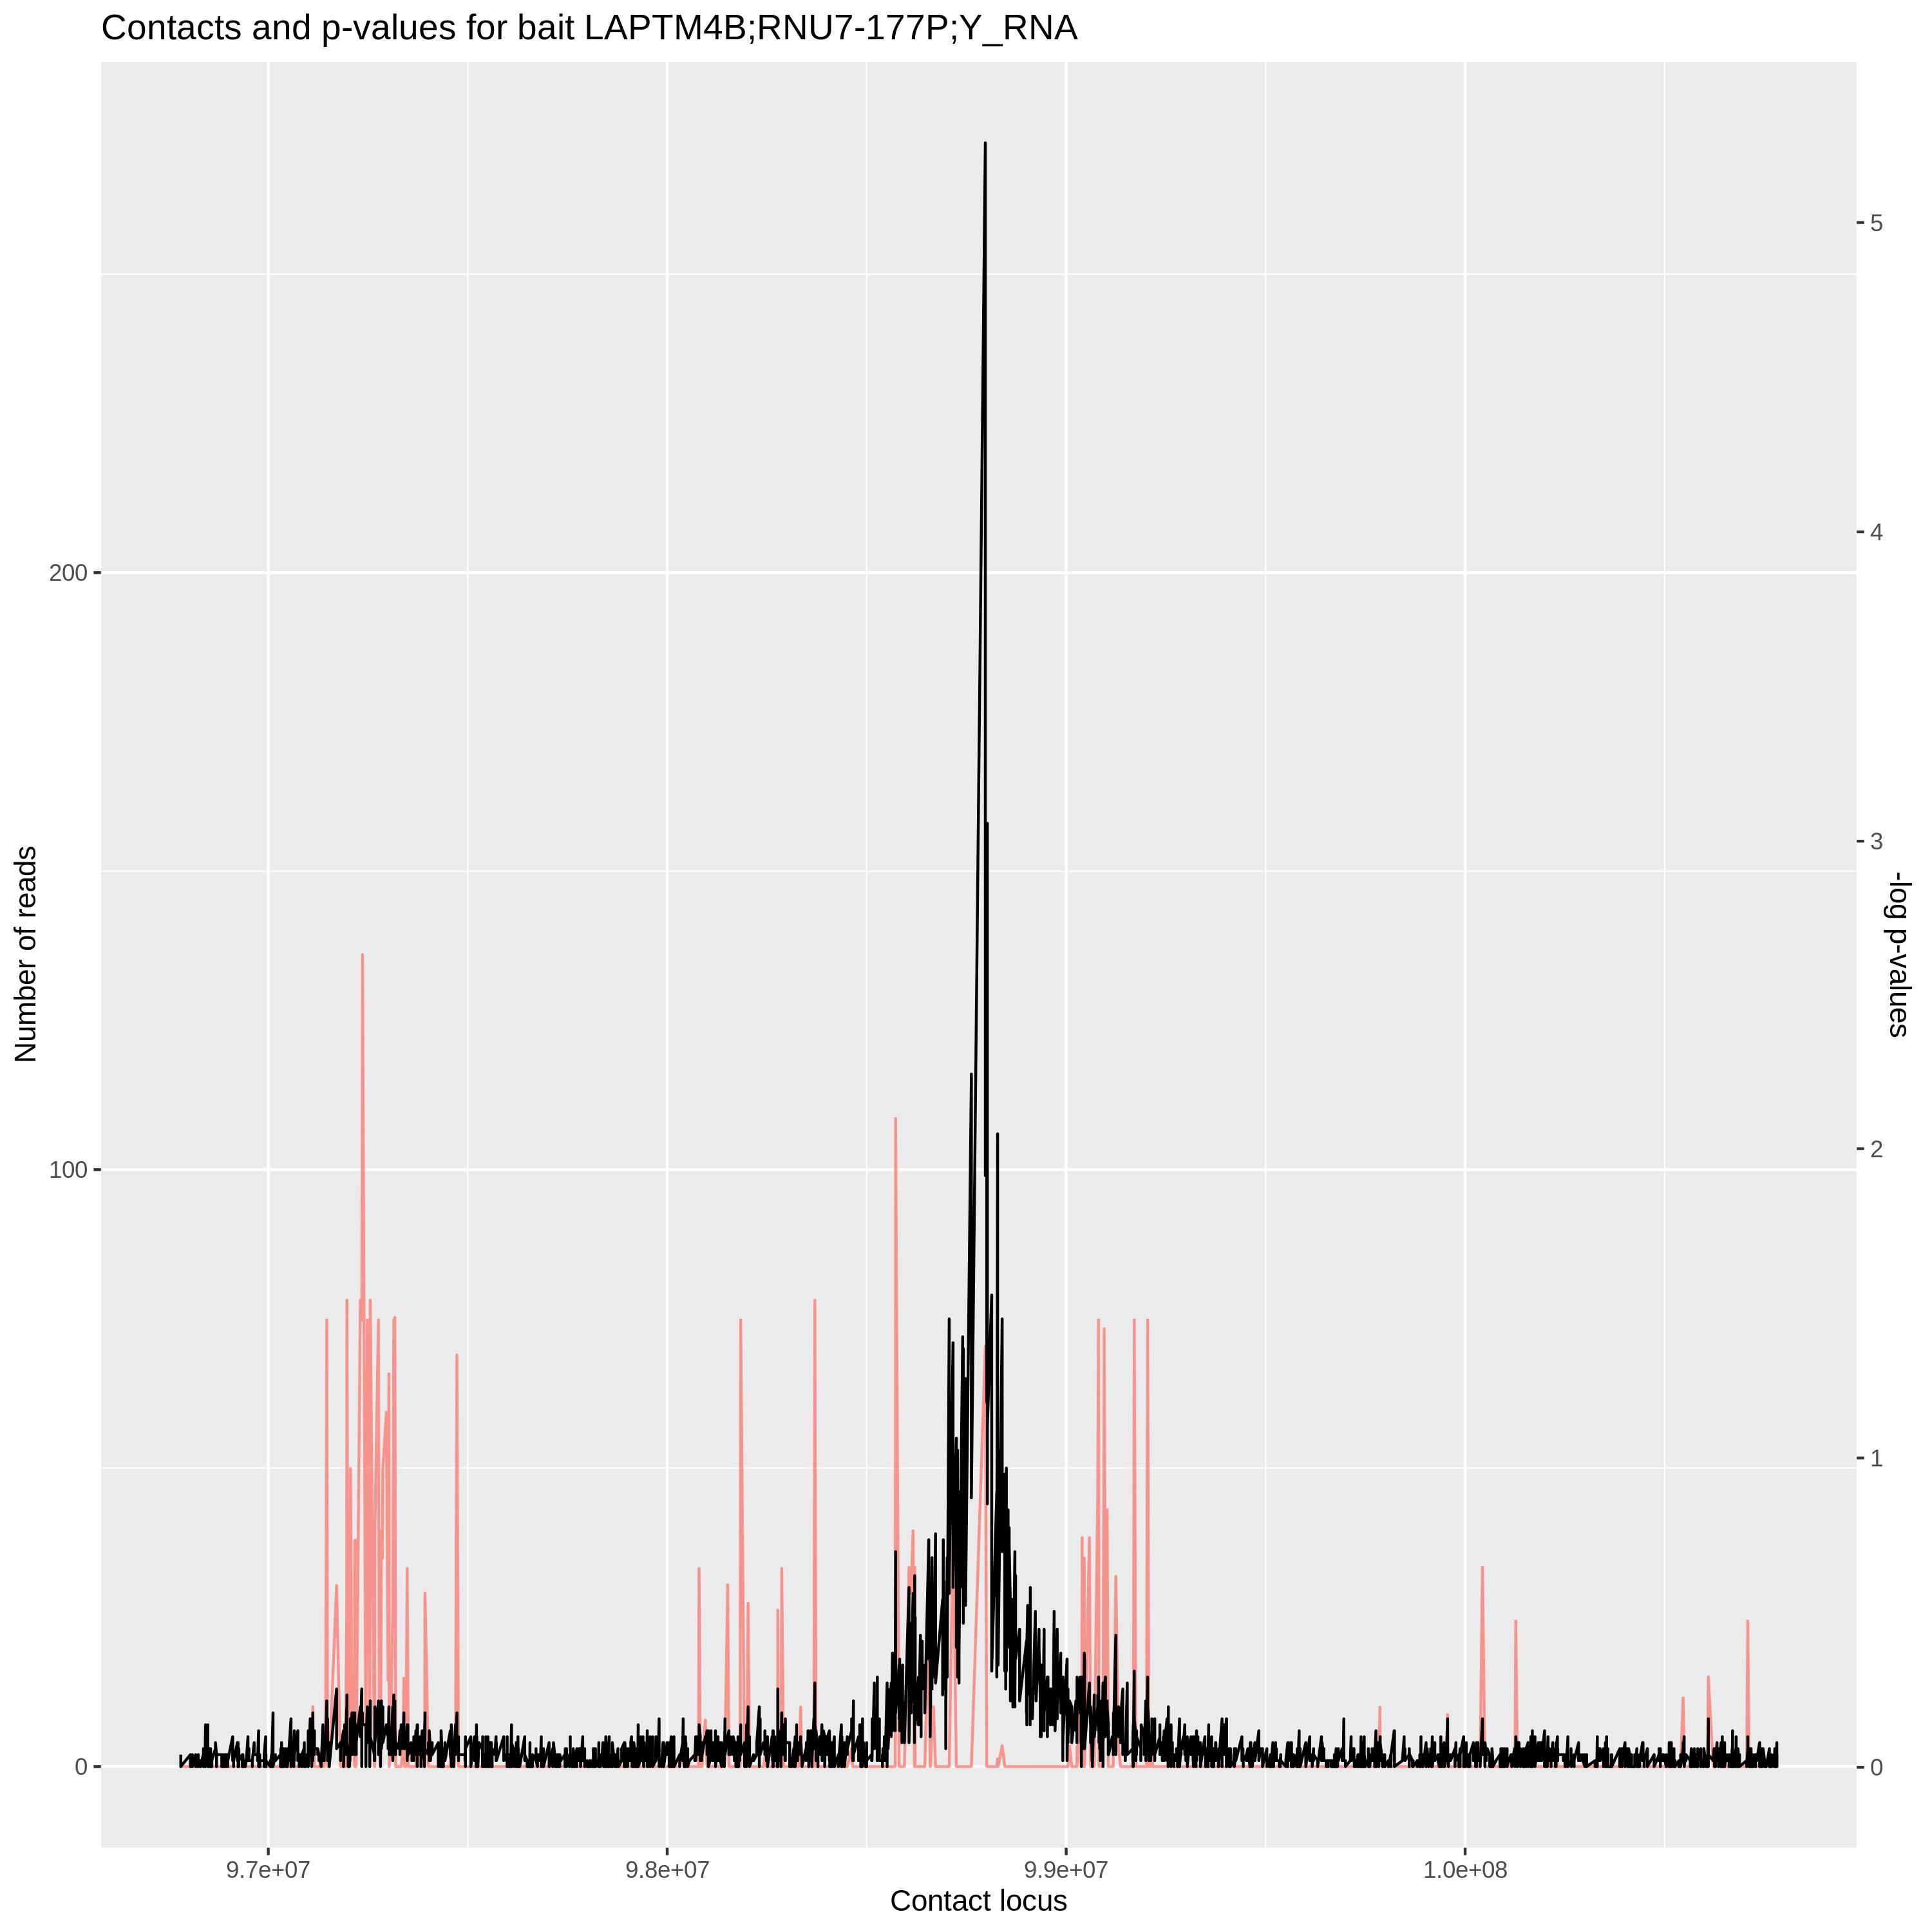 Contacts and p-values for bait LAPTM4B;RNU7-177P;Y_RNA
Number of reads
200
100
0
5
4
3
2
1
0
-log p-values
9.7e+07
9.8e+07
9.9e+07
1.0e+08
Contact locus